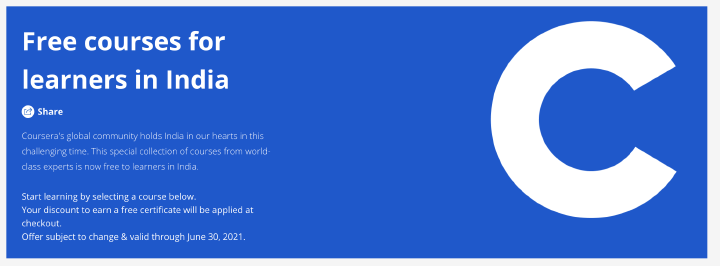 Free courses for
learners in India
Share
Coursera's global community holds India in our hearts in this
challenging time. This special collection of courses from world-
class experts is now free to learners in India.
Start learning by selecting a course below.
Your discount to earn a free certificate will be applied at
checkout.
Offer subject to change & valid through June 30, 2021.
C